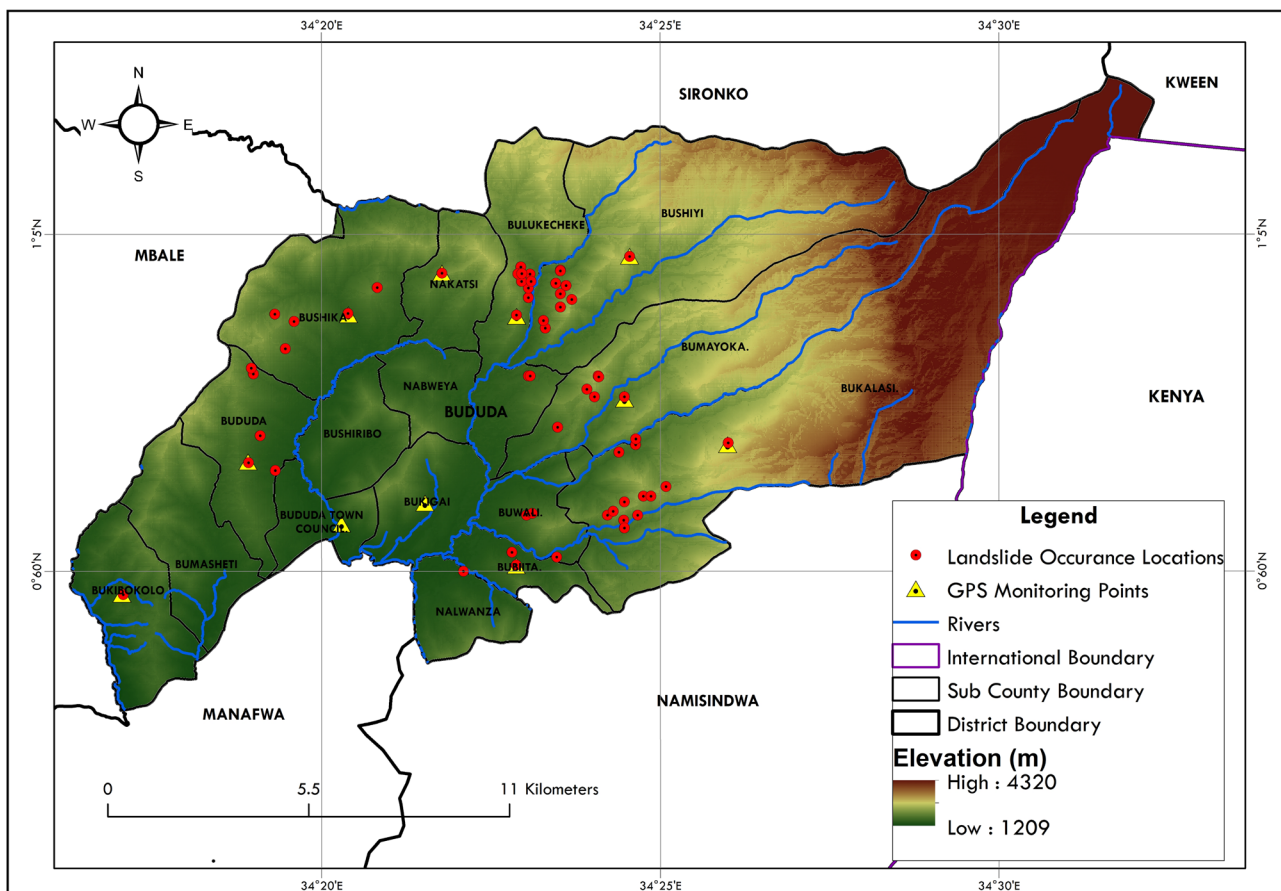 34°20'E
34°25'E
34°30'E
N
W
E
S
KWEEN
SIRONKO
1°5'N
1°5'N
MBALE
BULUKECHEKE
BUSHIYI
NAKATSI
BUSHIKA
BUMAYOKA.
NABWEYA
BUKALASI.
KENYA
BUDUDA
BUDUDA
BUSHIRIBO
BUKIGAI
BUWALI.
BUDUDA TOWN
COUNCIL
BUMASHETI
BUBIITA.
0°60'N
0°60'N
BUKIBOKOLO
NALWANZA
MANAFWA
NAMISINDWA
Legend
Landslide Occurance Locations
GPS Monitoring Points
Rivers
International Boundary
Sub County Boundary
District Boundary
Elevation (m)
High : 4320
Low : 1209
0
5.5
11 Kilometers
34°20'E
34°25'E
34°30'E